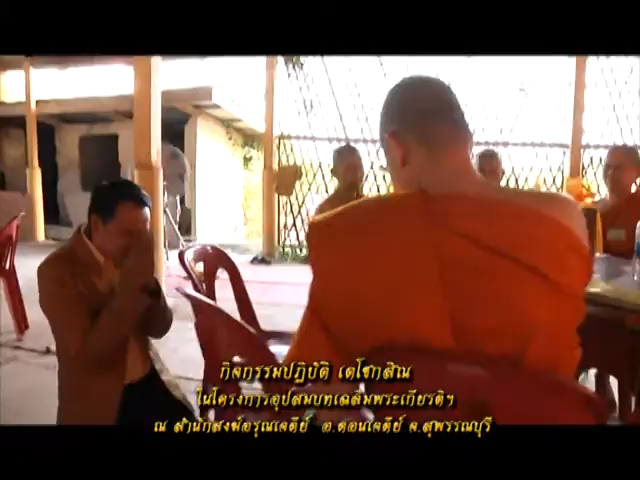 กิจกรรมปฏิบัติ เตโชกสิณ
ในโครงการอุปสมบทเฉลิมพระเกียรติฯ
ณ สำนักสงฆ์อรุณเจดีย์ อ.ดอนเจดีย์ จ.สุพรรณบุรี